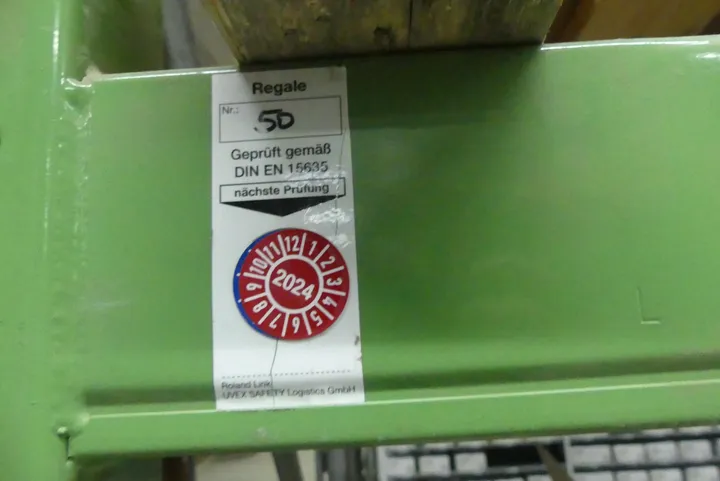 Regale
Nr.: 50
Geprüft gemäß
DIN EN 15635
nächste Prüfung
12 1 2 3 4 5 6 7 8 9 10 11
2024
Roland Link
UVEX SAFETY Logistics GmbH
L